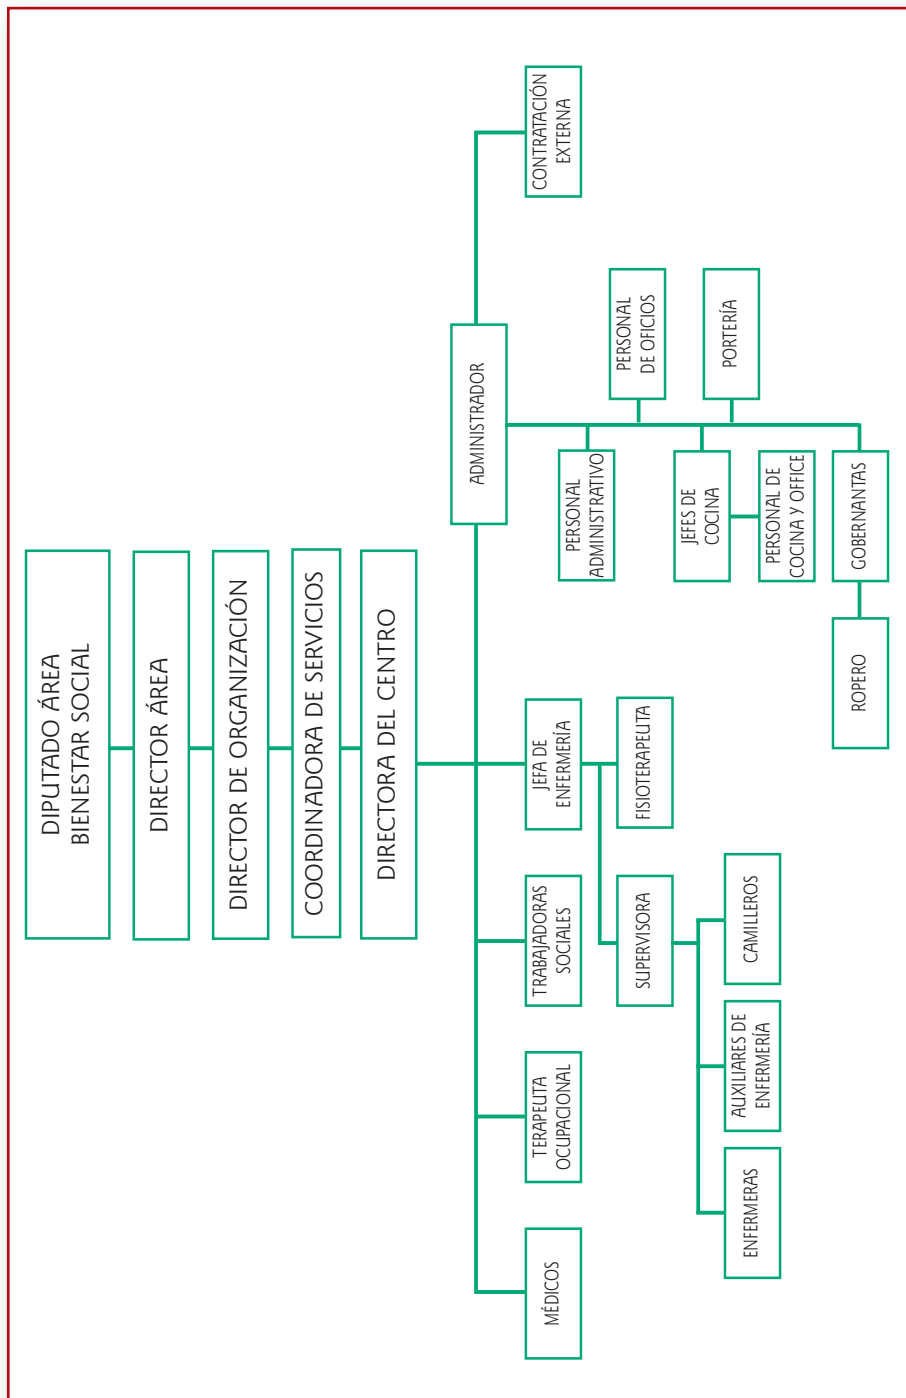 DIPUTADO ÁREA
BIENESTAR SOCIAL
DIRECTOR ÁREA
DIRECTOR DE ORGANIZACIÓN
COORDINADORA DE SERVICIOS
DIRECTORA DEL CENTRO
MÉDICOS
TERAPEUTA
OCUPACIONAL
TRABAJADORAS
SOCIALES
JEFA DE
ENFERMERÍA
ADMINISTRADOR
CONTRATACIÓN
EXTERNA
SUPERVISORA
FISIOTERAPEUTA
ENFERMERAS
AUXILIARES DE
ENFERMERÍA
CAMILLEROS
PERSONAL
ADMINISTRATIVO
PERSONAL
DE OFICIOS
JEFES DE
COCINA
PORTERÍA
PERSONAL DE
COCINA Y OFFICE
ROPERO
GOBERNANTAS